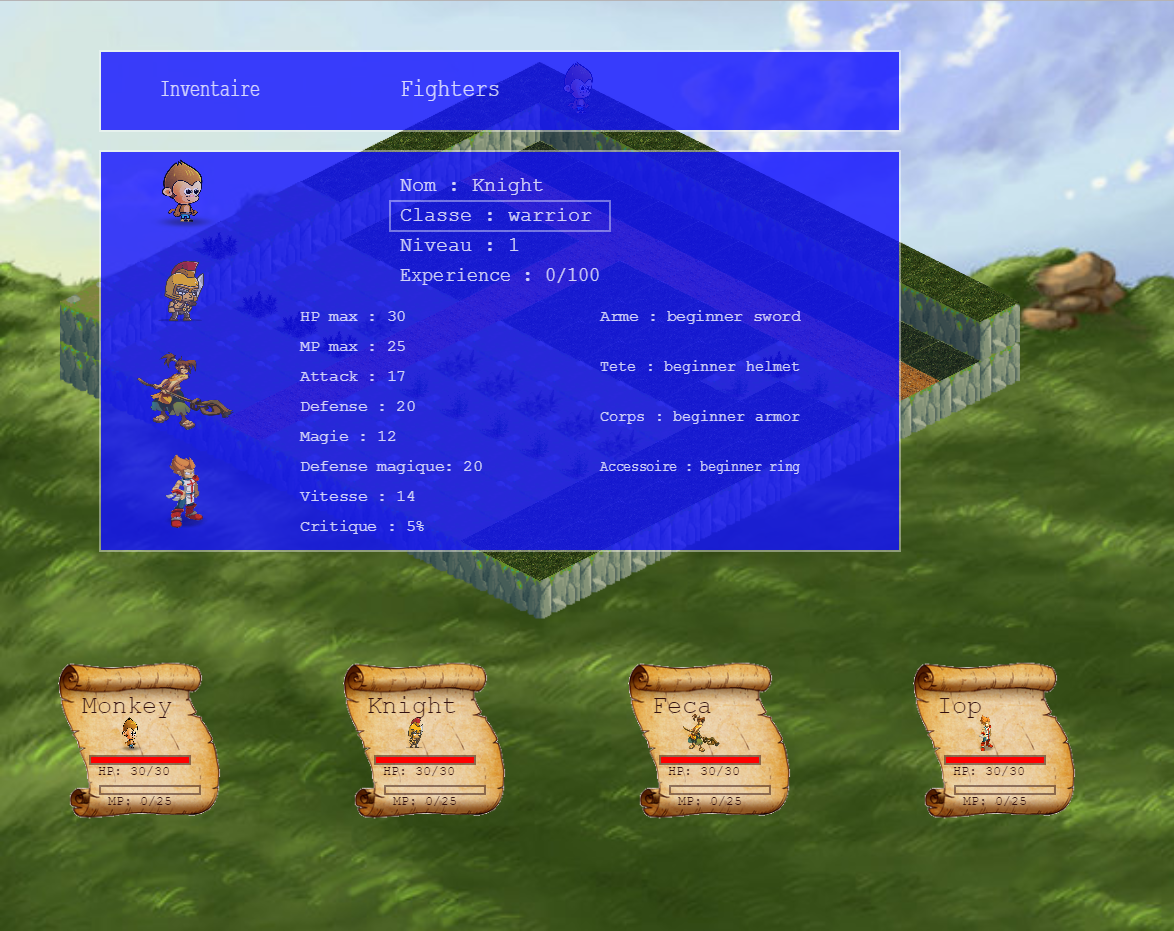 Inventaire
Fighters
Nom : Knight
Classe : warrior
Niveau : 1
Experience : 0/100
HP max : 30
MP max : 25
Attack : 17
Defense : 20
Magie : 12
Defense magique: 20
Vitesse : 14
Critique : 5%
Arme : beginner sword
Tete : beginner helmet
Corps : beginner armor
Accessoire : beginner ring
Monkey
HP: 30/30
MP: 0/25
Knight
HP: 30/30
MP: 0/25
Feca
HP: 30/30
MP: 0/25
Iop
HP: 30/30
MP: 0/25